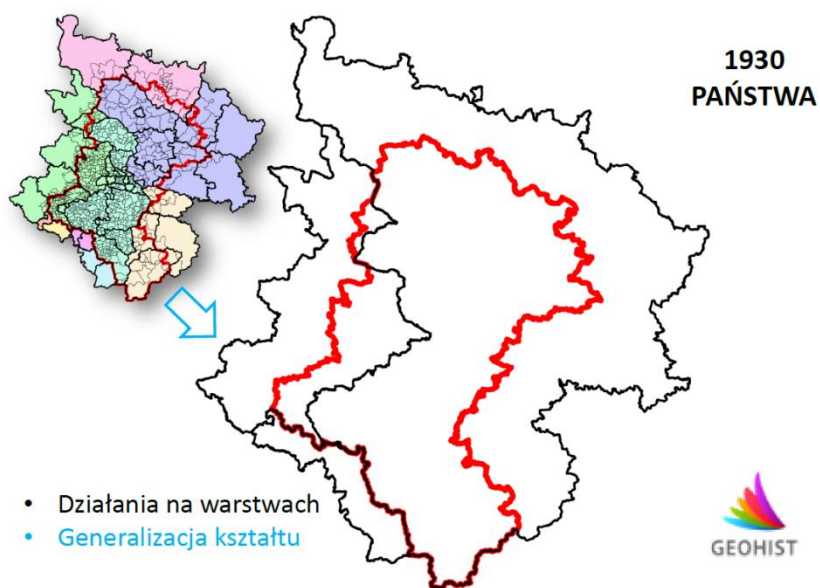 1930
PAŃSTWA
• Działania na warstwach
• Generalizacja kształtu
GEOHIST